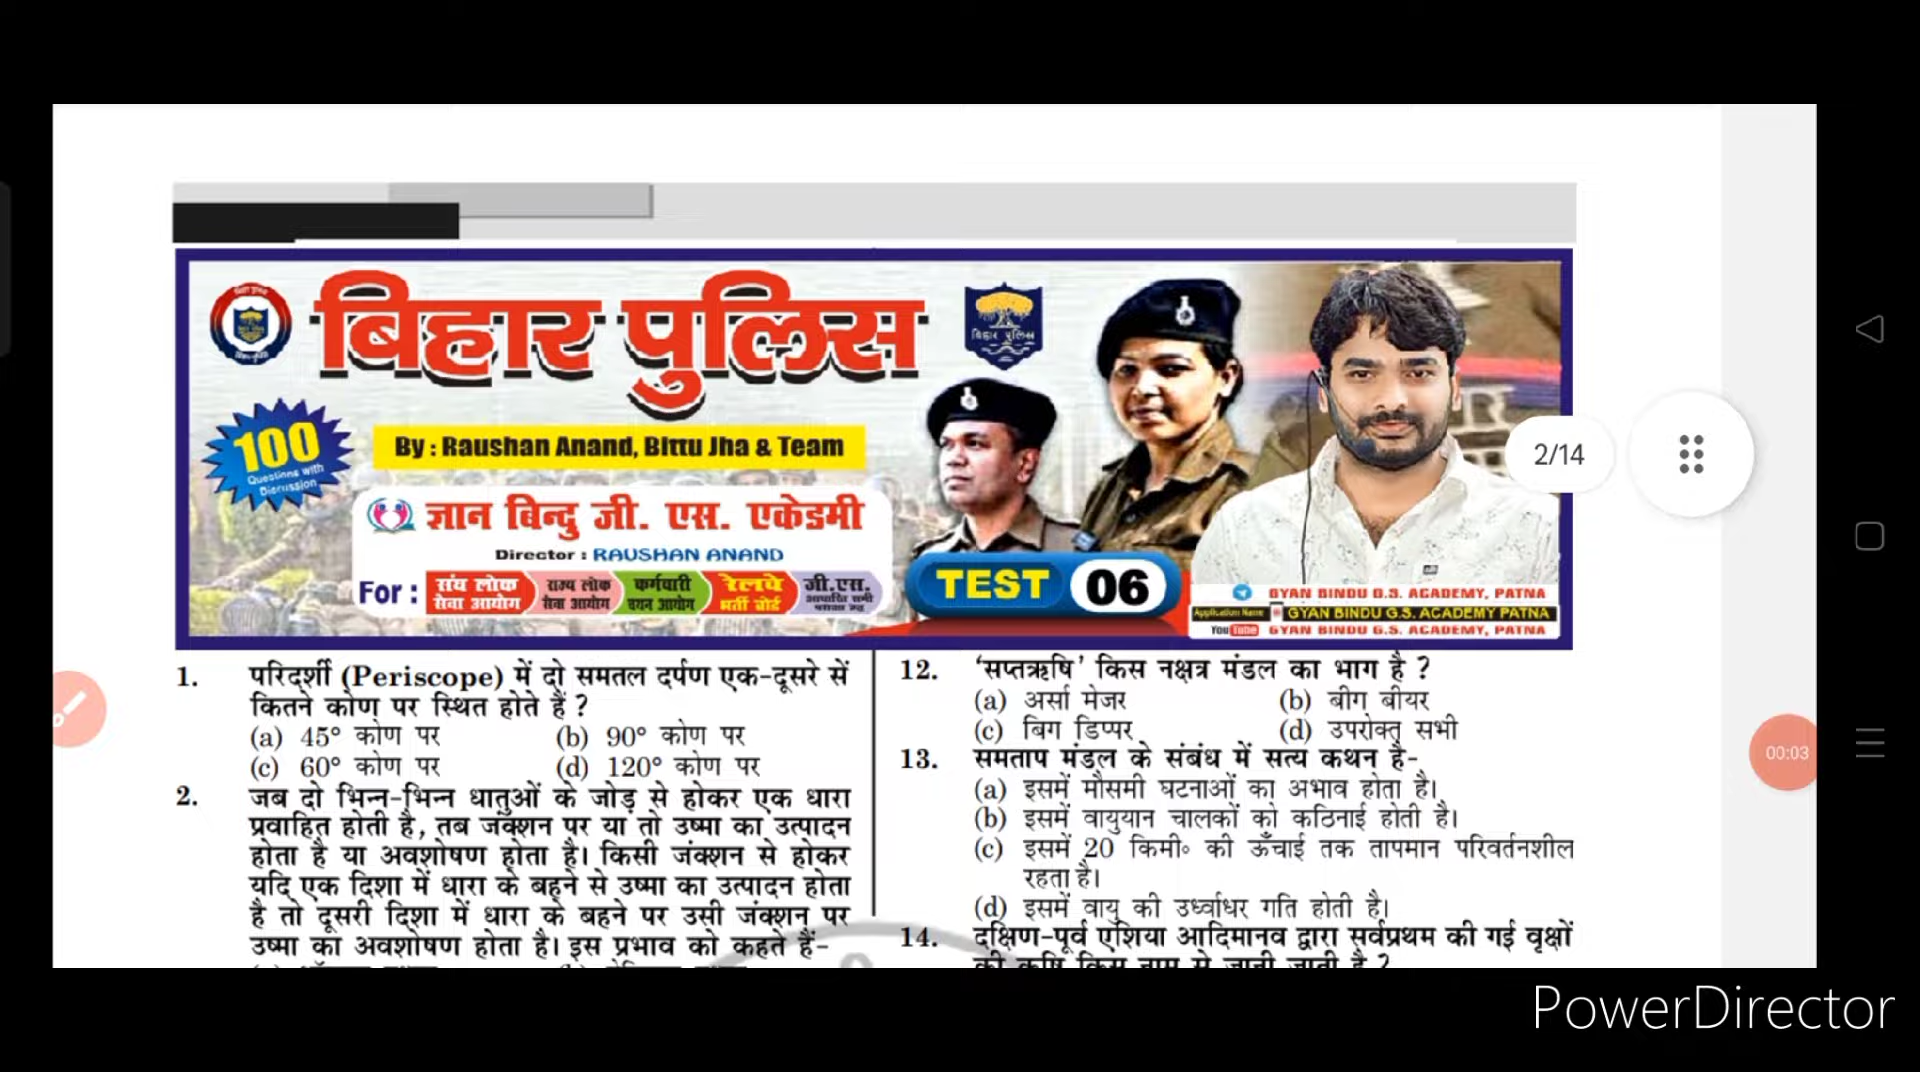 बिहार पुलिस
बिहार पुलिस
100
Questions with
Discussion
By : Raushan Anand, Bittu Jha & Team
ज्ञान बिन्दु जी. एस. एकेडमी
Director : RAUSHAN ANAND
For :
संघ लोक
सेवा आयोग
राज्य लोक
सेवा आयोग
कर्मचारी
चयन आयोग
रेलवे
भर्ती बोर्ड
जी.एस.
TEST 06
GYAN BINDU G.S. ACADEMY, PATNA
Application Name GYAN BINDU G.S. ACADEMY PATNA
YouTube GYAN BINDU G.S. ACADEMY, PATNA
2/14
1. परिदर्शी (Periscope) में दो समतल दर्पण एक-दूसरे सें
कितने कोण पर स्थित होते हैं ?
(a) 45° कोण पर (b) 90° कोण पर
(c) 60° कोण पर (d) 120° कोण पर
2. जब दो भिन्न-भिन्न धातुओं के जोड़ से होकर एक धारा
प्रवाहित होती है, तब जंक्शन पर या तो उष्मा का उत्पादन
होता है या अवशोषण होता है। किसी जंक्शन से होकर
यदि एक दिशा में धारा के बहने से उष्मा का उत्पादन होता
है तो दूसरी दिशा में धारा के बहने पर उसी जंक्शन पर
उष्मा का अवशोषण होता है। इस प्रभाव को कहते हैं-
12. ‘सप्तऋषि’ किस नक्षत्र मंडल का भाग है ?
(a) अर्सा मेजर (b) बीग बीयर
(c) बिग डिप्पर (d) उपरोक्त सभी
13. समताप मंडल के संबंध में सत्य कथन है-
(a) इसमें मौसमी घटनाओं का अभाव होता है।
(b) इसमें वायुयान चालकों को कठिनाई होती है।
(c) इसमें 20 किमी० की ऊँचाई तक तापमान परिवर्तनशील
रहता है।
(d) इसमें वायु की उर्ध्वाधर गति होती है।
14. दक्षिण-पूर्व एशिया आदिमानव द्वारा सर्वप्रथम की गई वृक्षों
की कृषि किस नाम से जानी जाती है ?
00:03
PowerDirector